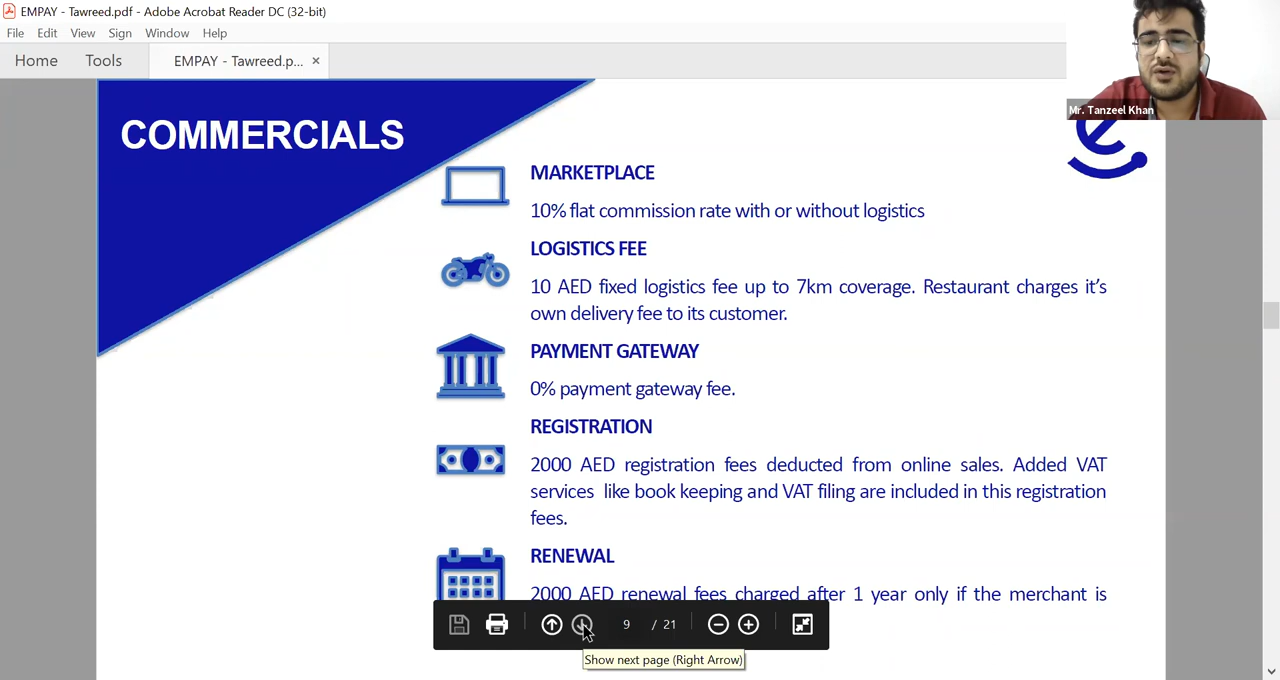 EMPAY - Tawreed.pdf - Adobe Acrobat Reader DC (32-bit)
File Edit View Sign Window Help
Home Tools EMPAY - Tawreed.p... ×
Mr. Tanzeel Khan
COMMERCIALS
MARKETPLACE
10% flat commission rate with or without logistics
LOGISTICS FEE
10 AED fixed logistics fee up to 7km coverage. Restaurant charges it’s
own delivery fee to its customer.
PAYMENT GATEWAY
0% payment gateway fee.
REGISTRATION
2000 AED registration fees deducted from online sales. Added VAT
services like book keeping and VAT filing are included in this registration
fees.
RENEWAL
2000 AED renewal fees charged after 1 year only if the merchant is
9 / 21
Show next page (Right Arrow)